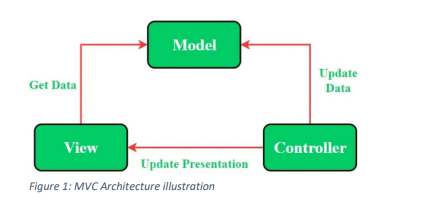 Model
Get Data
Update
Data
View
Controller
Update Presentation
Figure 1: MVC Architecture illustration